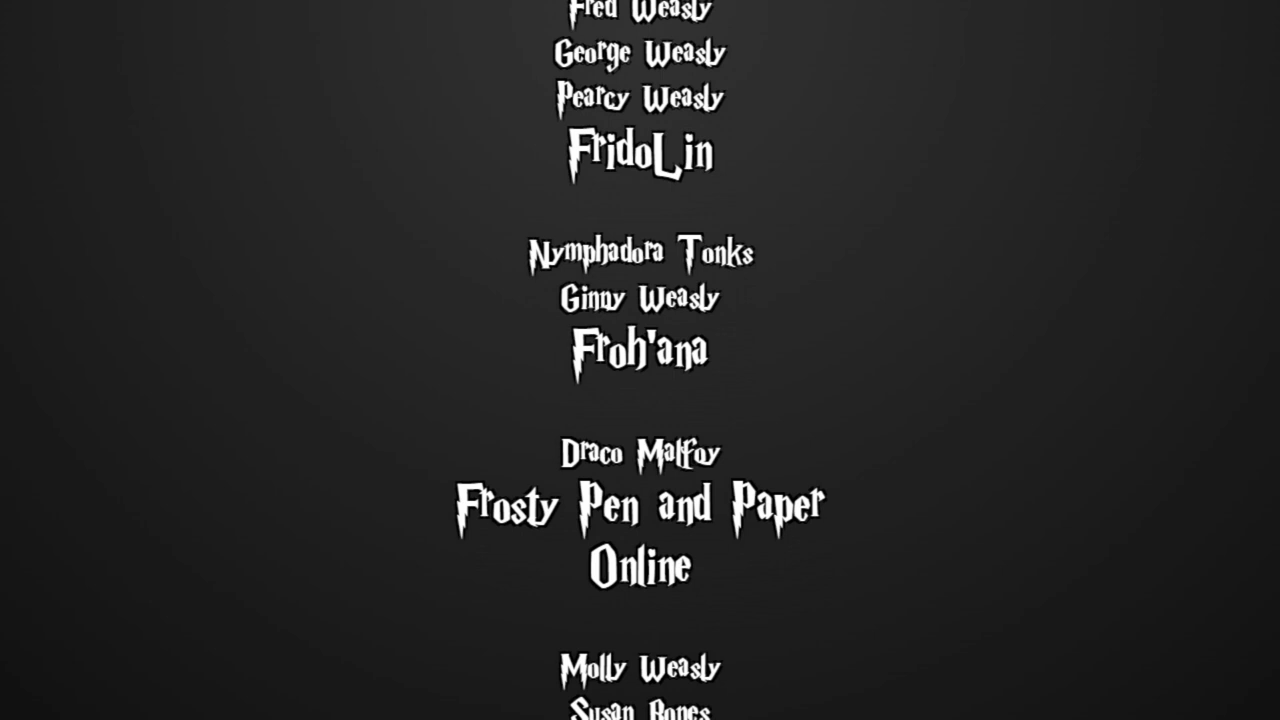 Fred Weasly
George Weasly
Pearcy Weasly
FridoLin
Nymphadora Tonks
Ginny Weasly
Froh'ana
Draco Malfoy
Frosty Pen and Paper
Online
Molly Weasly
Susan Bones